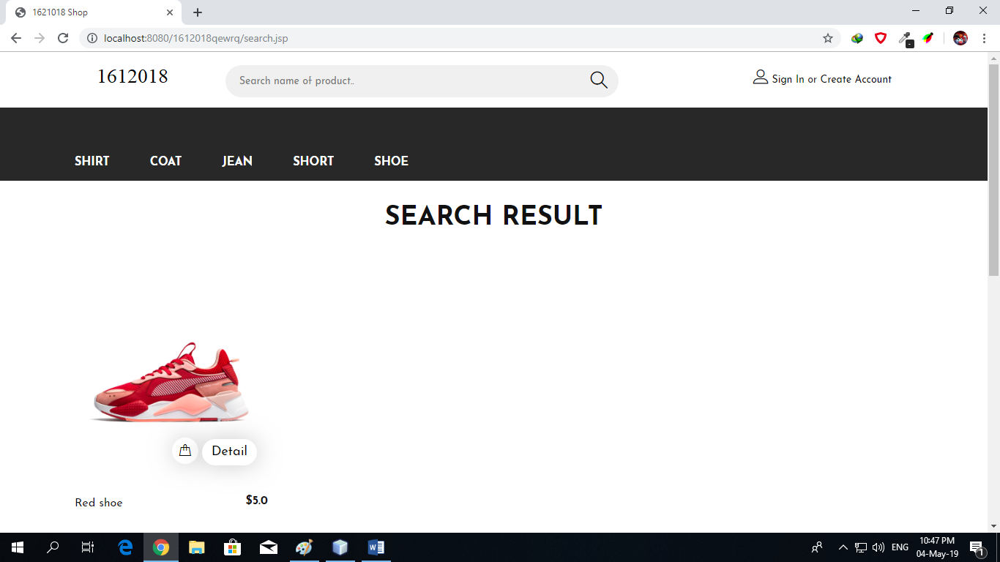 1621018 Shop
localhost:8080/1612018qewrq/search.jsp
1612018
Search name of product..
Sign In or Create Account
SHIRT COAT JEAN SHORT SHOE
SEARCH RESULT
Detail
Red shoe $5.0
10:47 PM
ENG
04-May-19
1